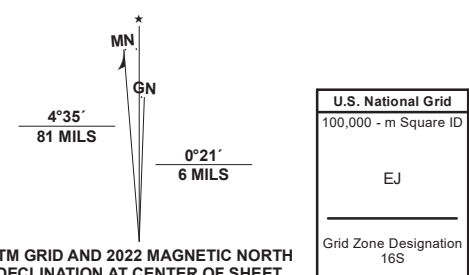 MN
GN
4°35´
81 MILS
0°21´
6 MILS
TM GRID AND 2022 MAGNETIC NORTH
DECLINATION AT CENTER OF SHEET
U.S. National Grid
100,000 - m Square ID
EJ
Grid Zone Designation
16S